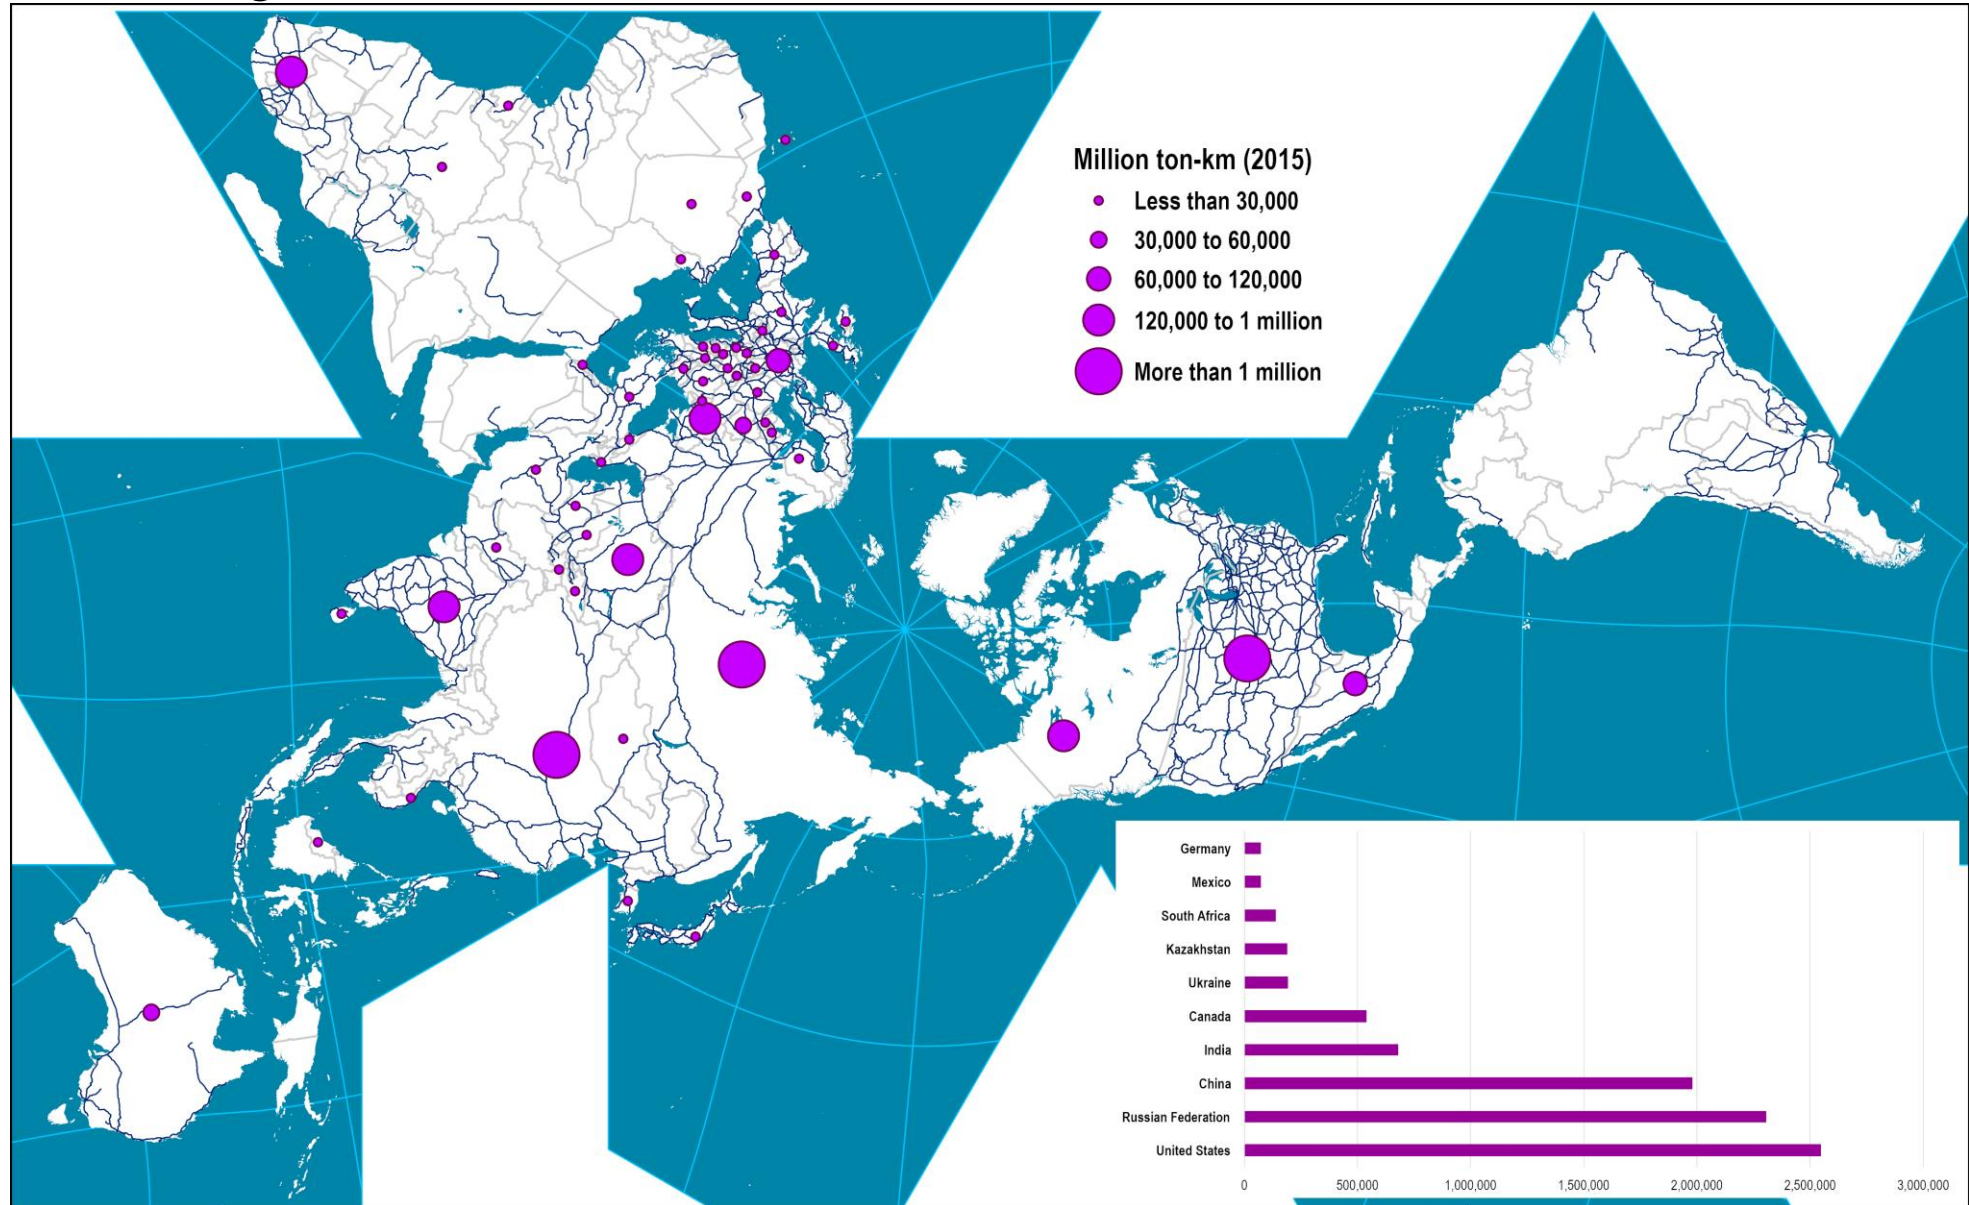 Million ton-km (2015)
Less than 30,000
30,000 to 60,000
60,000 to 120,000
120,000 to 1 million
More than 1 million
Germany
Mexico
South Africa
Kazakhstan
Ukraine
Canada
India
China
Russian Federation
United States
0 500,000 1,000,000 1,500,000 2,000,000 2,500,000 3,000,000